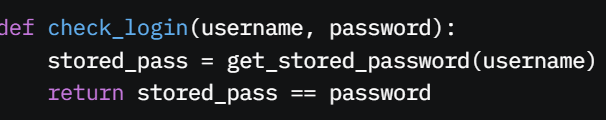 def check_login(username, password):
    stored_pass = get_stored_password(username)
    return stored_pass == password